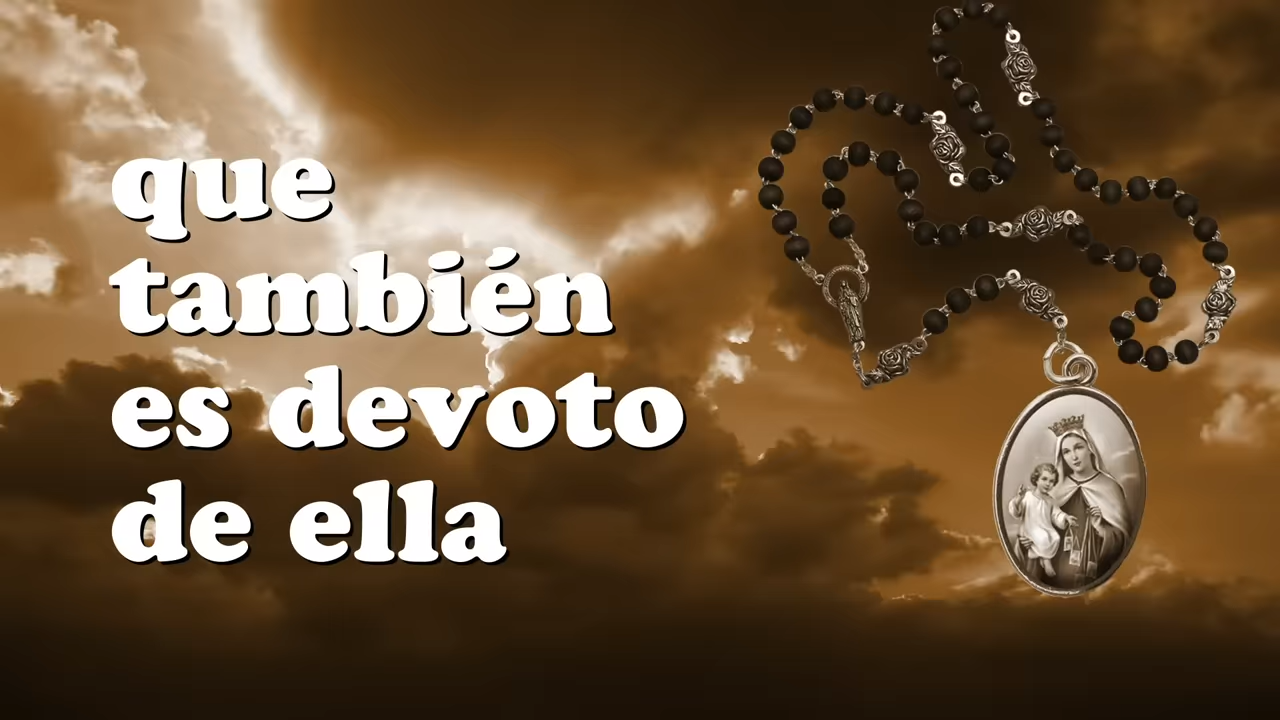 que
también
es devoto
de ella